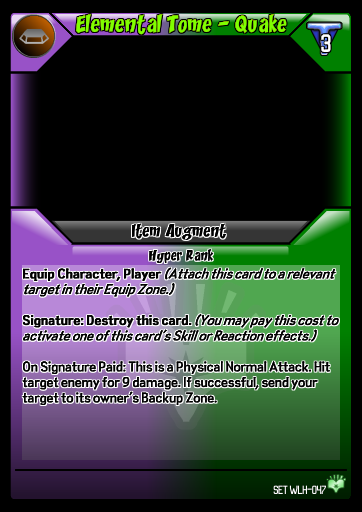 Elemental Tome - Quake
3
Item Augment
Hyper Rank
Equip Character, Player (Attach this card to a relevant
target in their Equip Zone.)
Signature: Destroy this card. (You may pay this cost to
activate one of this card's Skill or Reaction effects.)
On Signature Paid: This is a Physical Normal Attack. Hit
target enemy for 9 damage. If successful, send your
target to its owner's Backup Zone.
SET WLH-047